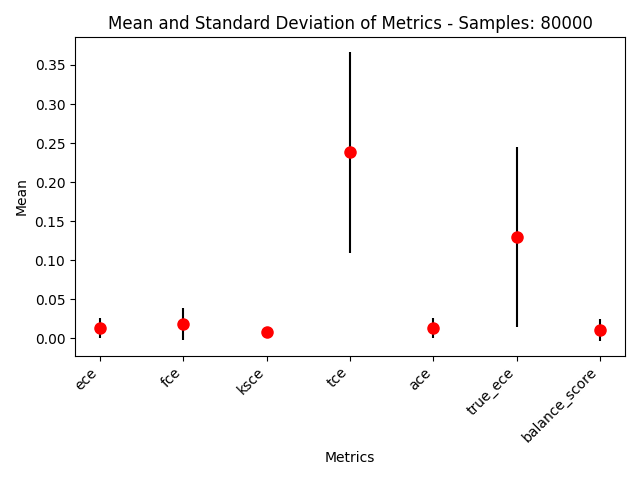 Mean and Standard Deviation of Metrics - Samples: 80000
Mean
0.35
0.30
0.25
0.20
0.15
0.10
0.05
0.00
ece
fce
ksce
tce
ace
true_ece
balance_score
Metrics